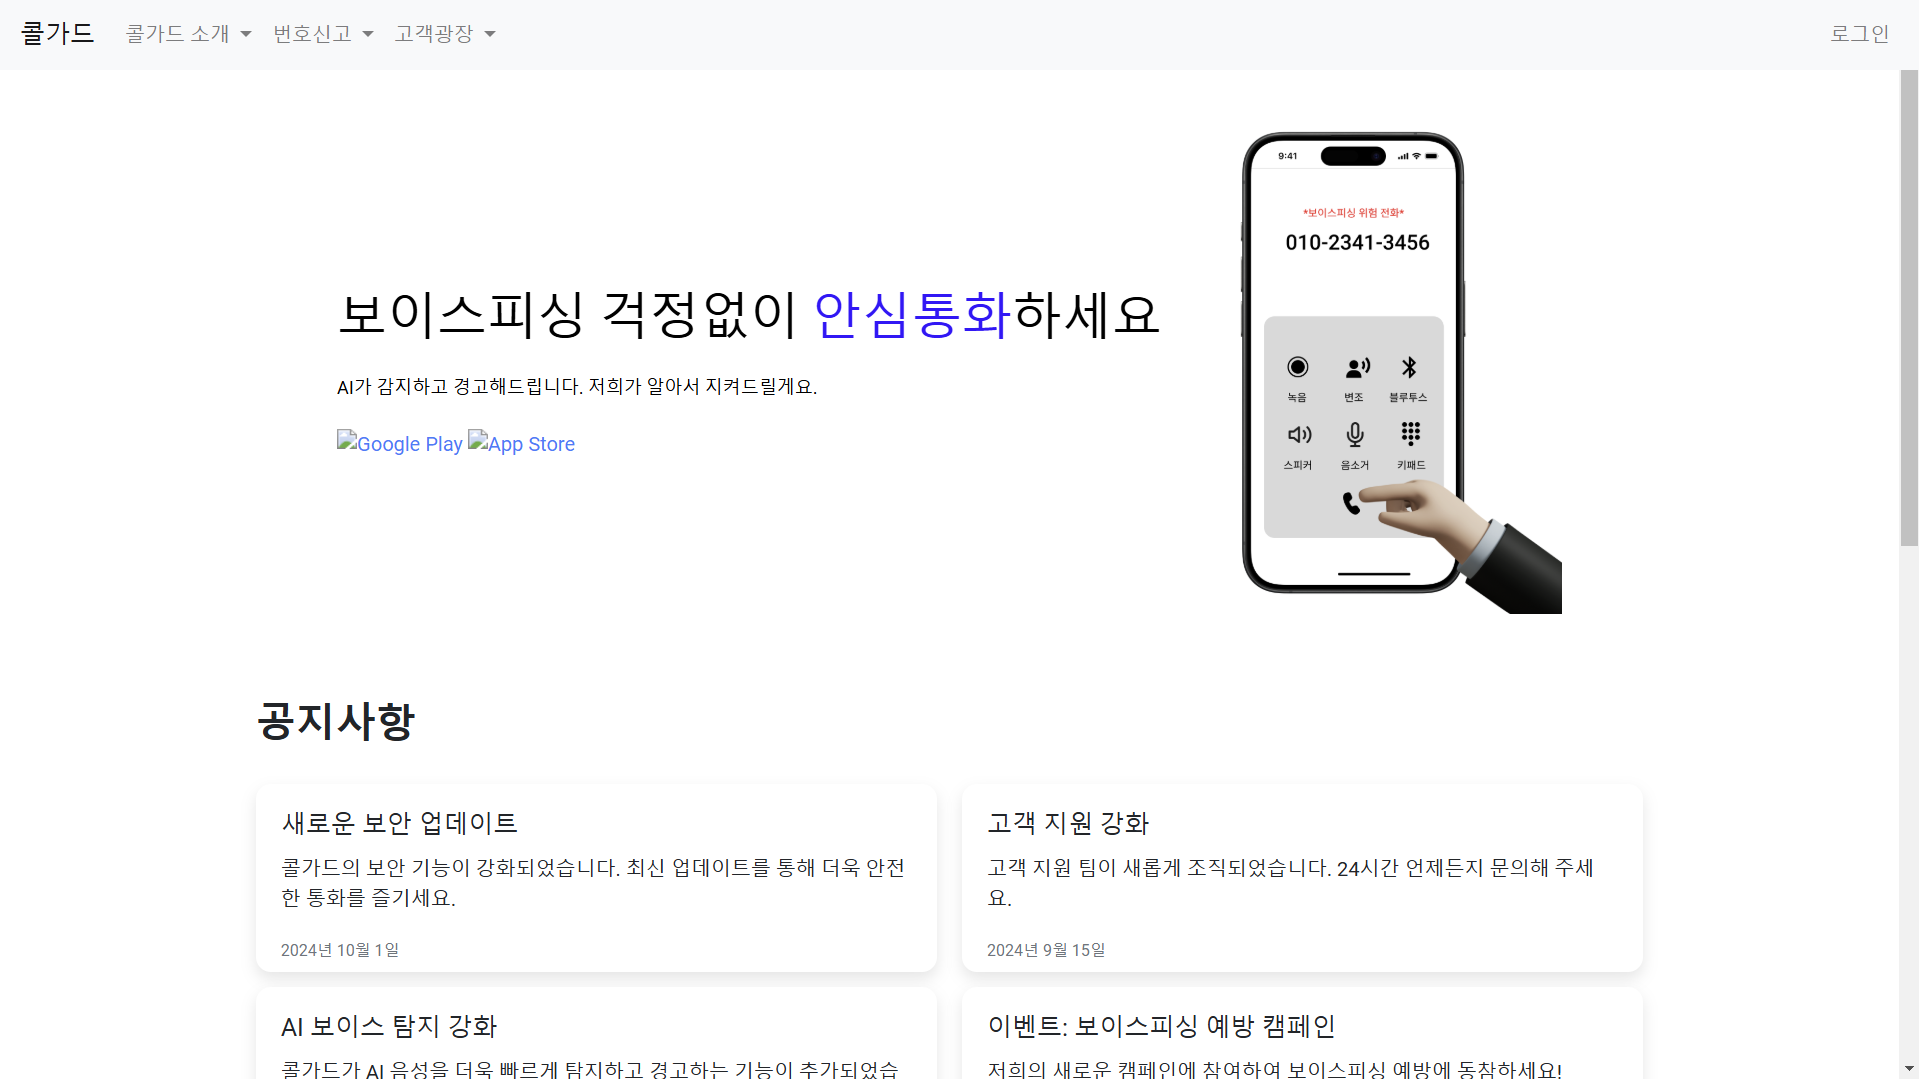 콜가드 콜가드 소개 번호신고 고객광장 로그인
9:41
*보이스피싱 위험 전화*
010-2341-3456
보이스피싱 걱정없이 안심통화하세요
AI가 감지하고 경고해드립니다. 저희가 알아서 지켜드릴게요.
Google Play App Store
녹음 변조 블루투스
스피커 음소거 키패드
공지사항
새로운 보안 업데이트
콜가드의 보안 기능이 강화되었습니다. 최신 업데이트를 통해 더욱 안전
한 통화를 즐기세요.
2024년 10월 1일
고객 지원 강화
고객 지원 팀이 새롭게 조직되었습니다. 24시간 언제든지 문의해 주세
요.
2024년 9월 15일
AI 보이스 탐지 강화
콜가드가 AI 음성을 더욱 빠르게 탐지하고 경고하는 기능이 추가되었습
이벤트: 보이스피싱 예방 캠페인
저희의 새로운 캠페인에 참여하여 보이스피싱 예방에 동참하세요!